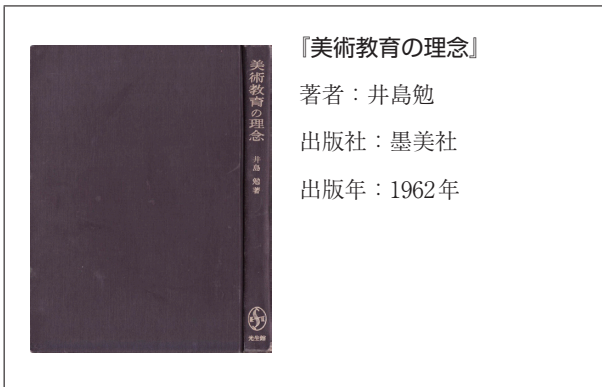 『美術教育の理念』
著者：井島勉
出版社：墨美社
出版年：1962年
美術教育の理念
井島 勉著
光生館